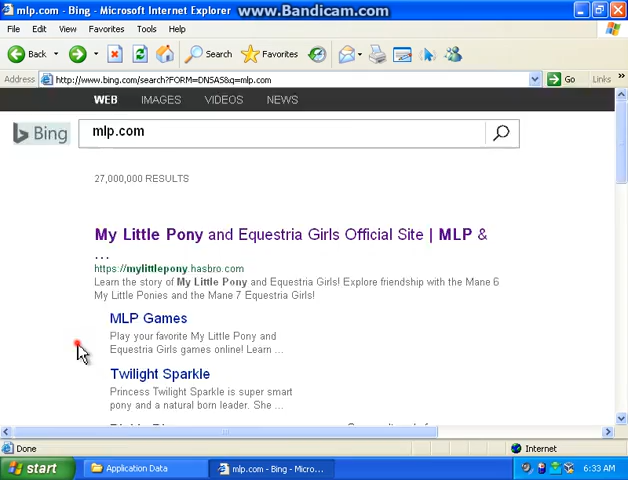 mlp.com - Bing - Microsoft Internet Explorer
www.Bandicam.com
File Edit View Favorites Tools Help
Back Search Favorites
Address http://www.bing.com/search?FORM=DNSAS&q=mlp.com Go Links »
WEB IMAGES VIDEOS NEWS
Bing mlp.com
27,000,000 RESULTS
My Little Pony and Equestria Girls Official Site | MLP &
...
https://mylittlepony.hasbro.com
Learn the story of My Little Pony and Equestria Girls! Explore friendship with the Mane 6
My Little Ponies and the Mane 7 Equestria Girls!
MLP Games
Play your favorite My Little Pony and
Equestria Girls games online! Learn ...
Twilight Sparkle
Princess Twilight Sparkle is super smart
pony and a natural born leader. She ...
Done Internet
start Application Data mlp.com - Bing - Micro... 6:33 AM